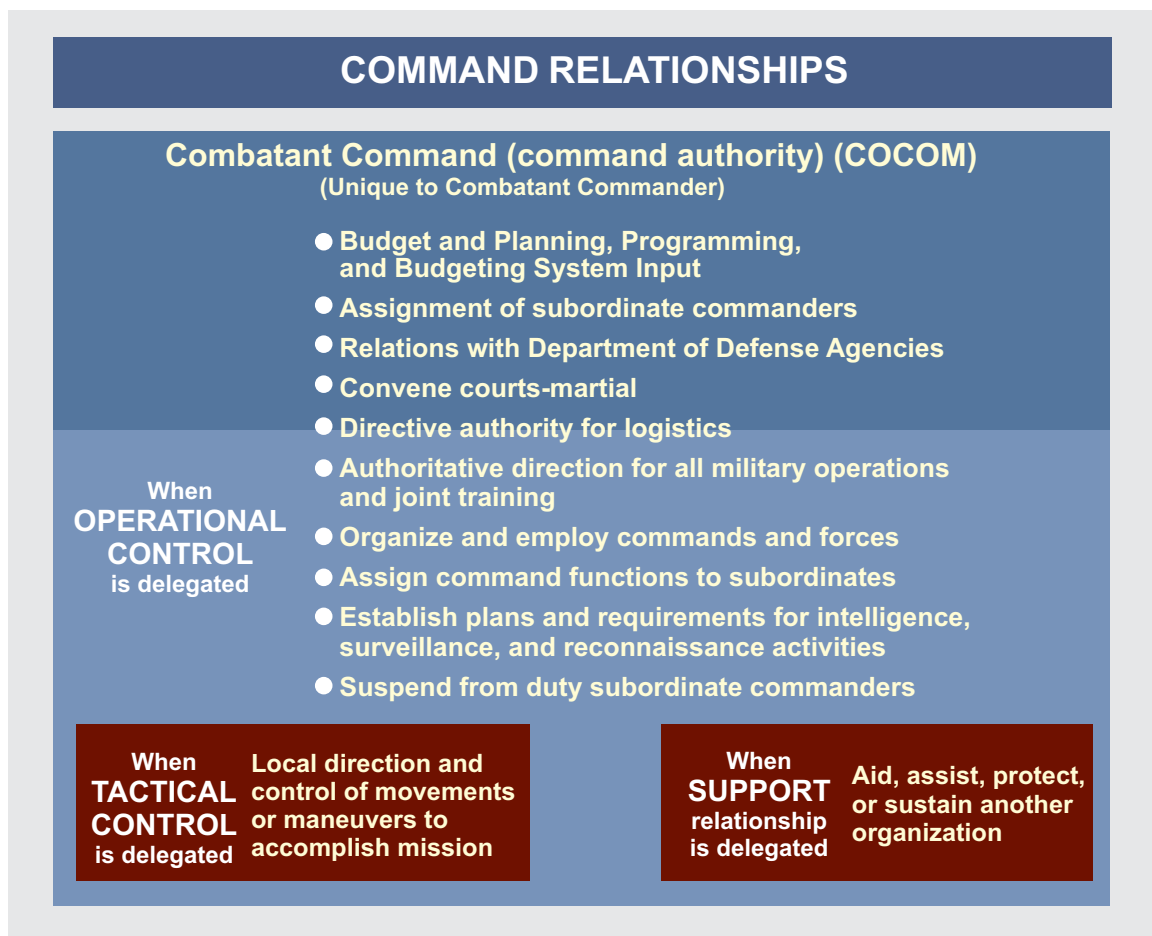 COMMAND RELATIONSHIPS
Combatant Command (command authority) (COCOM)
(Unique to Combatant Commander)
Budget and Planning, Programming,
and Budgeting System Input
Assignment of subordinate commanders
Relations with Department of Defense Agencies
Convene courts-martial
Directive authority for logistics
When
OPERATIONAL
CONTROL
is delegated
Authoritative direction for all military operations
and joint training
Organize and employ commands and forces
Assign command functions to subordinates
Establish plans and requirements for intelligence,
surveillance, and reconnaissance activities
Suspend from duty subordinate commanders
When
TACTICAL
CONTROL
is delegated
Local direction and
control of movements
or maneuvers to
accomplish mission
When
SUPPORT
relationship
is delegated
Aid, assist, protect,
or sustain another
organization